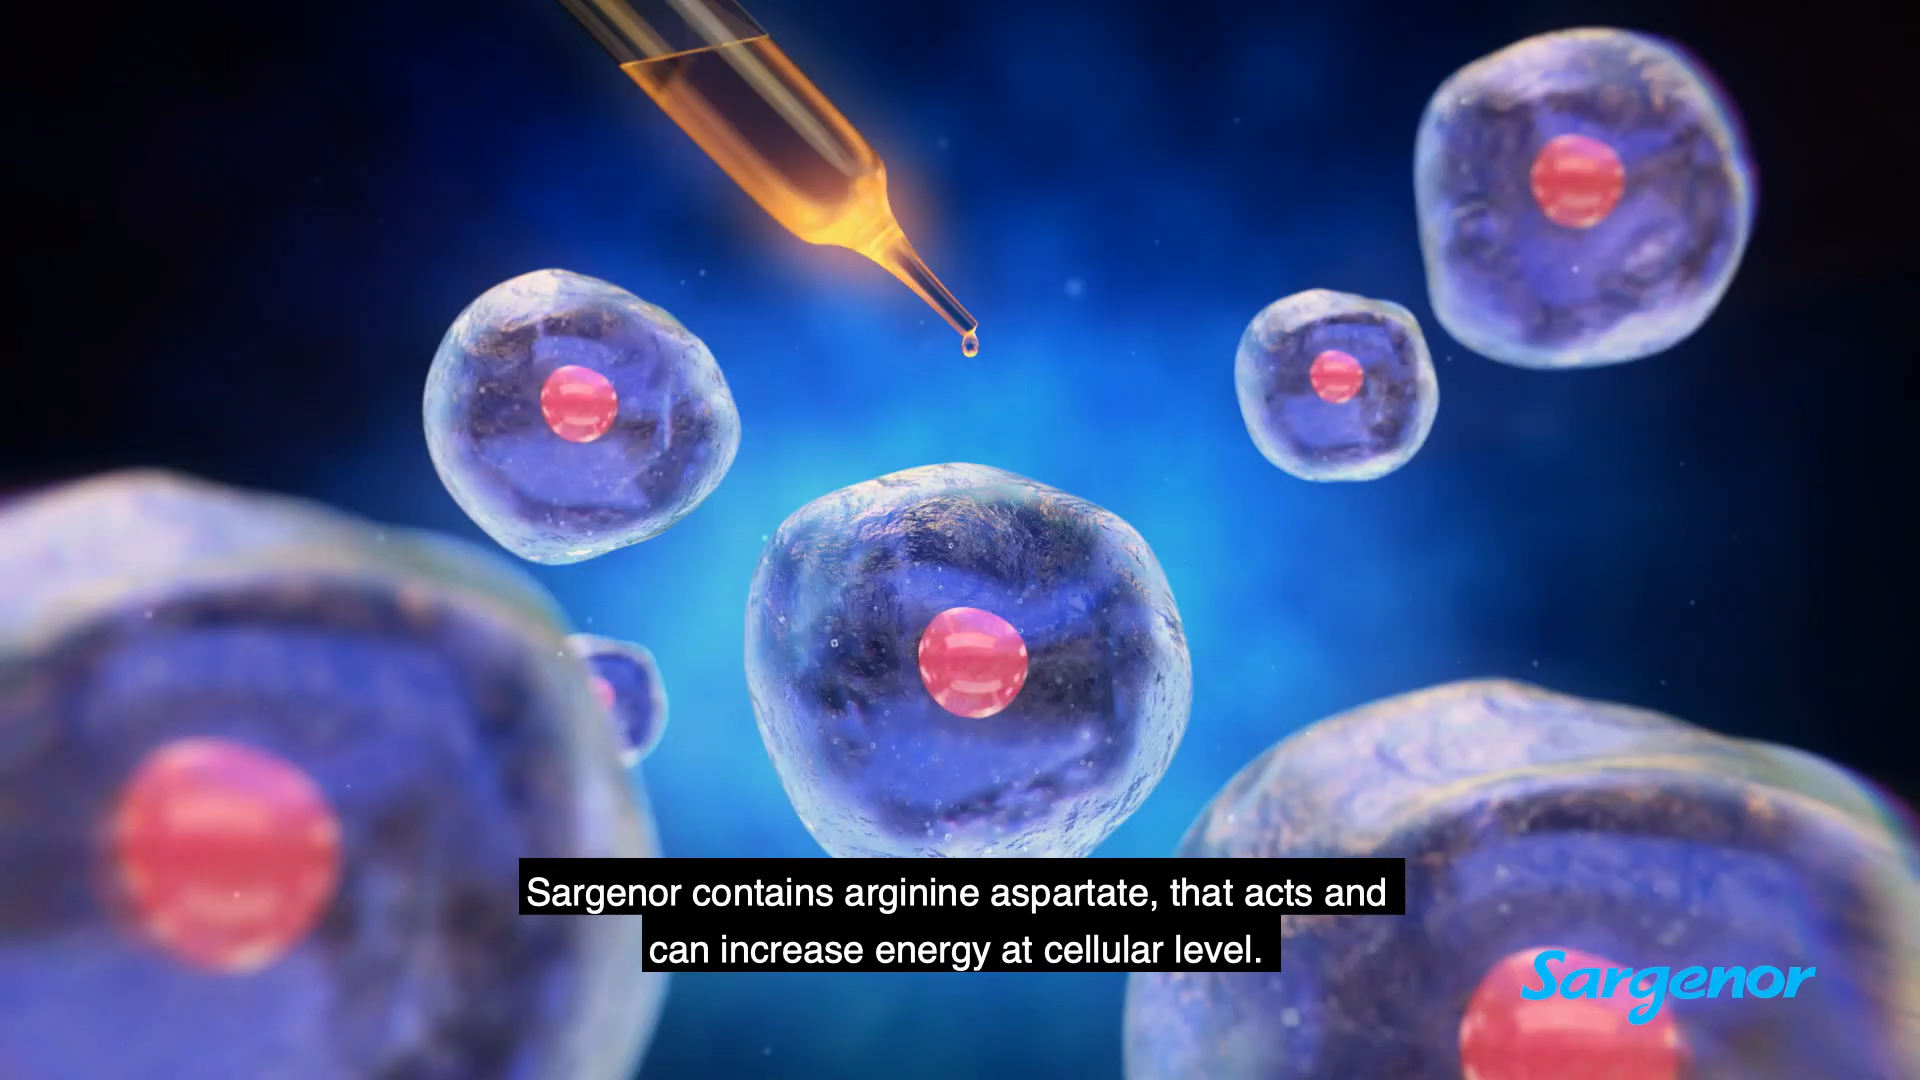 Sargenor contains arginine aspartate, that acts and
can increase energy at cellular level.
Sargenor